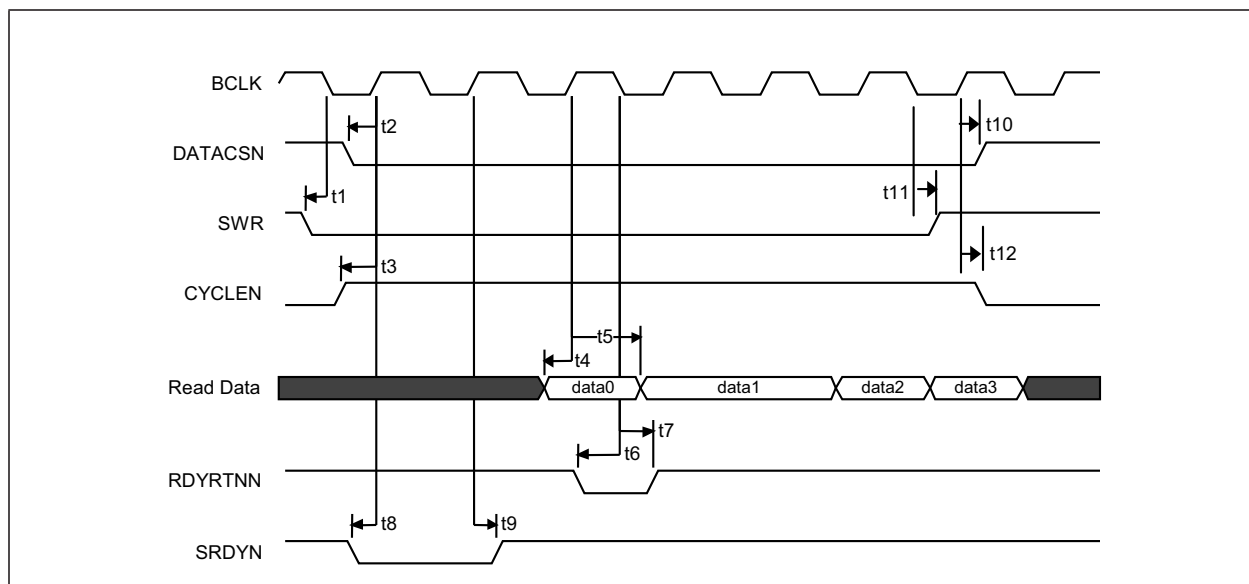 BCLK
t2
t10
DATACSN
t1
t11
SWR
t3
t12
CYCLEN
t5
t4
Read Data
data0
data1
data2
data3
t7
t6
RDYRTNN
t8
t9
SRDYN